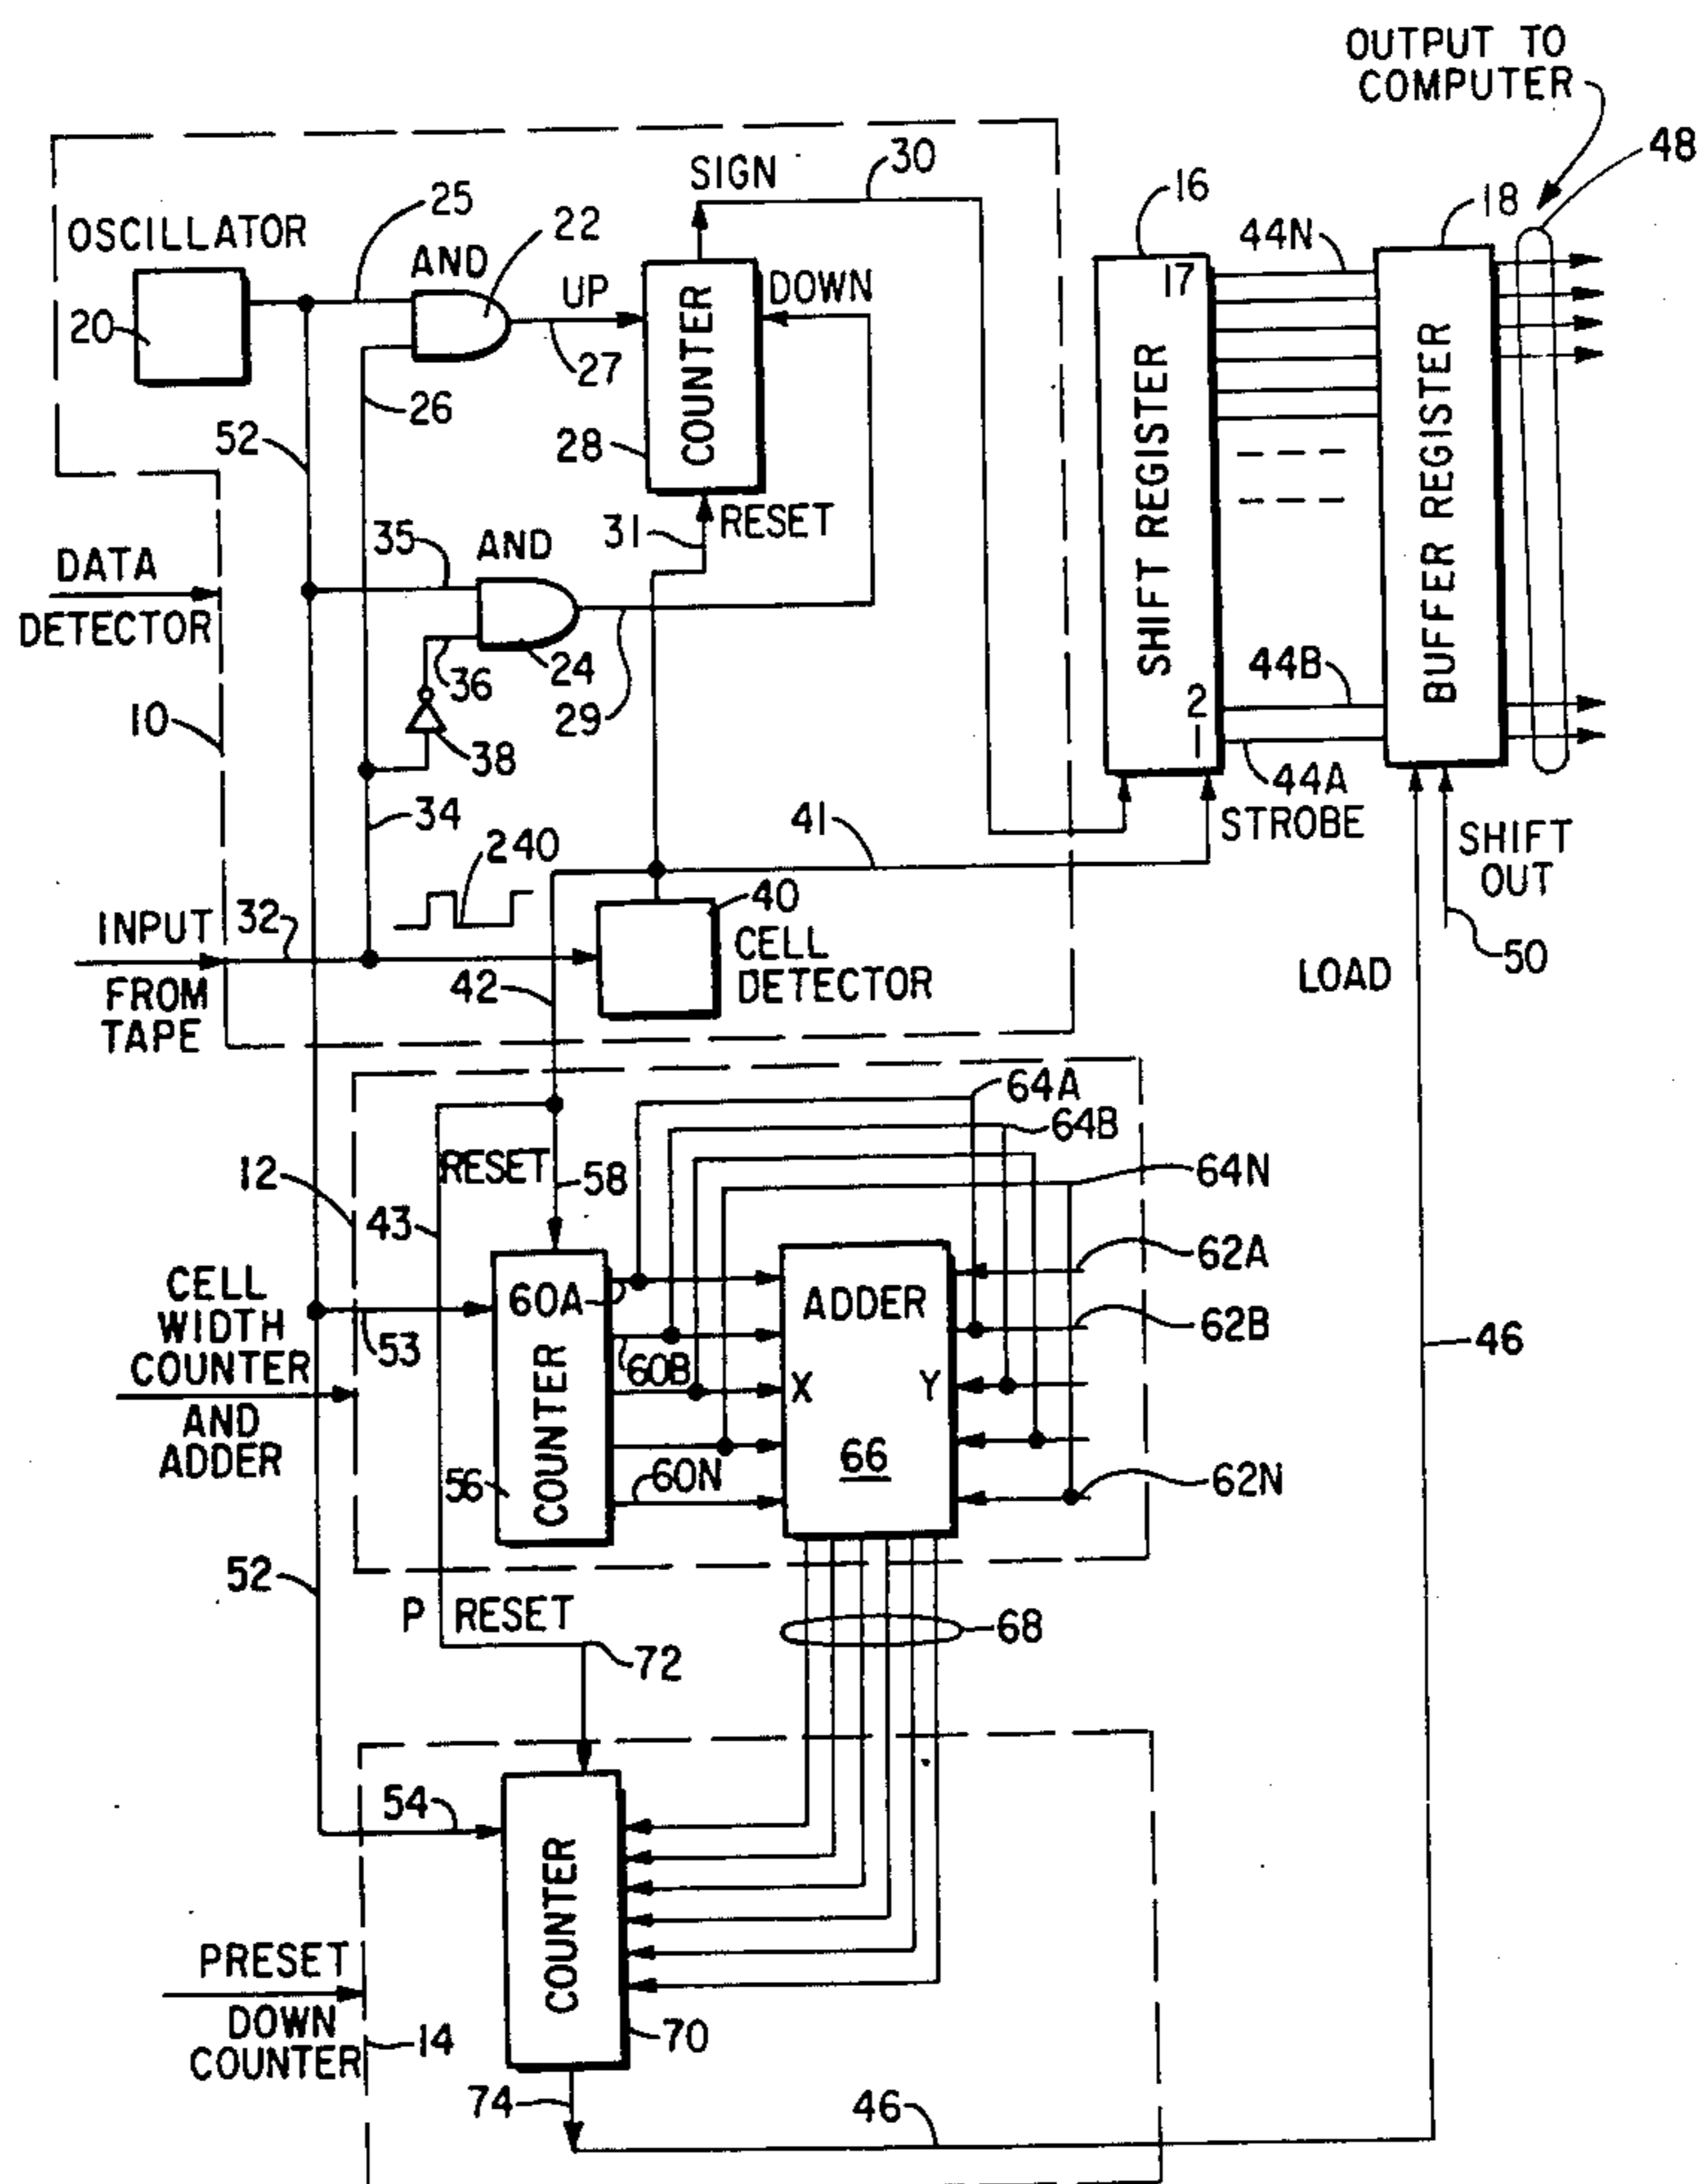 OUTPUT TO
COMPUTER
48
SIGN
30
16
18
25
OSCILLATOR
22
44N
AND
UP
DOWN
17
20
COUNTER
27
26
SHIFT REGISTER
BUFFER REGISTER
52
28
31
RESET
35
AND
DATA
DETECTOR
24
36
44B
2
10
29
38
1
44A
34
41
STROBE
240
SHIFT
OUT
40
INPUT
32
CELL
DETECTOR
50
FROM
TAPE
42
LOAD
64A
64B
RESET
12
58
64N
43
62A
CELL
WIDTH
COUNTER
60A
ADDER
62B
46
53
60B
X
Y
AND
ADDER
COUNTER
66
56
60N
62N
52
P RESET
68
72
54
COUNTER
PRESET
DOWN
COUNTER
14
70
74
46